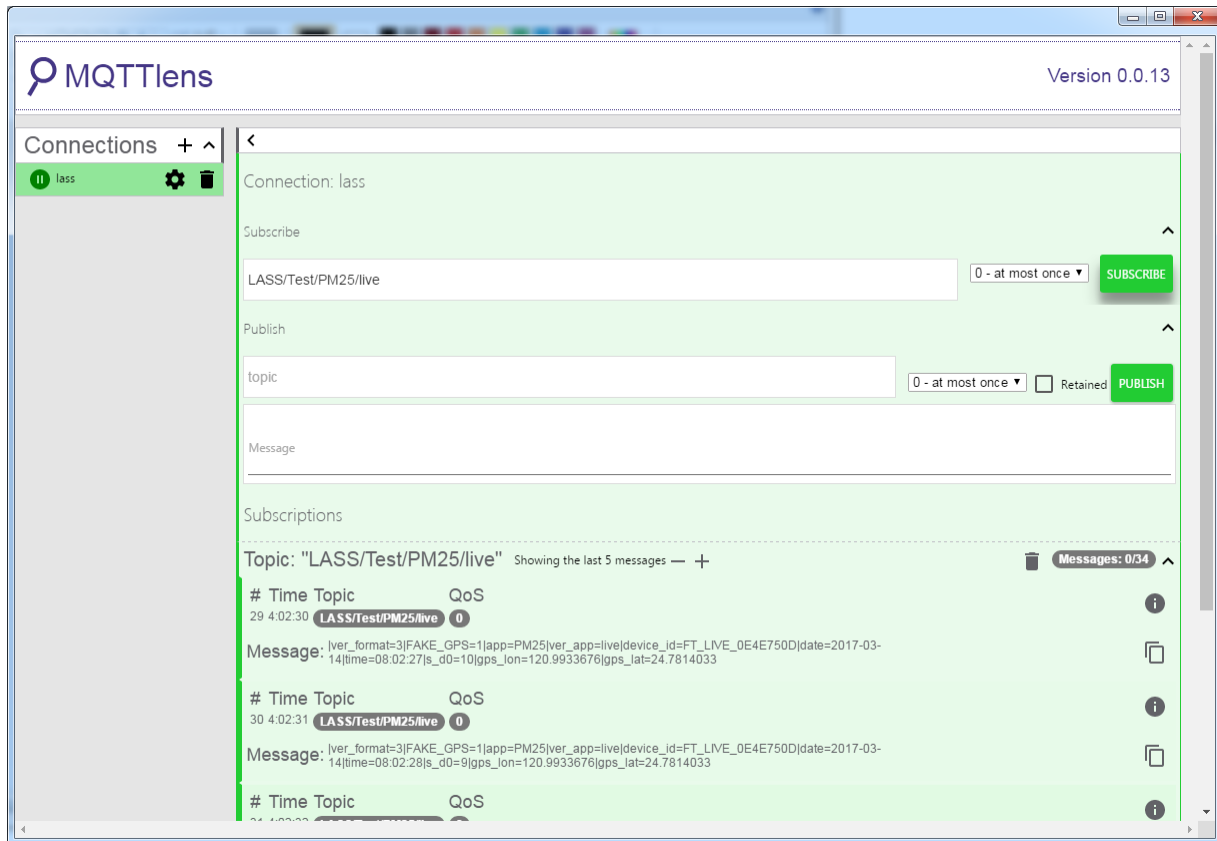 MQTTlens
Version 0.0.13
Connections
lass
Connection: lass
Subscribe
LASS/Test/PM25/live
0 - at most once
SUBSCRIBE
Publish
topic
0 - at most once
Retained
PUBLISH
Message
Subscriptions
Topic: "LASS/Test/PM25/live" Showing the last 5 messages — +
Messages: 0/34
# Time Topic QoS
29 4:02:30 LASS/Test/PM25/live 0
Message: |ver_format=3|FAKE_GPS=1|app=PM25|ver_app=live|device_id=FT_LIVE_0E4E750D|date=2017-03-
14|time=08:02:27|s_d0=10|gps_lon=120.9933676|gps_lat=24.7814033
# Time Topic QoS
30 4:02:31 LASS/Test/PM25/live 0
Message: |ver_format=3|FAKE_GPS=1|app=PM25|ver_app=live|device_id=FT_LIVE_0E4E750D|date=2017-03-
14|time=08:02:28|s_d0=9|gps_lon=120.9933676|gps_lat=24.7814033
# Time Topic QoS